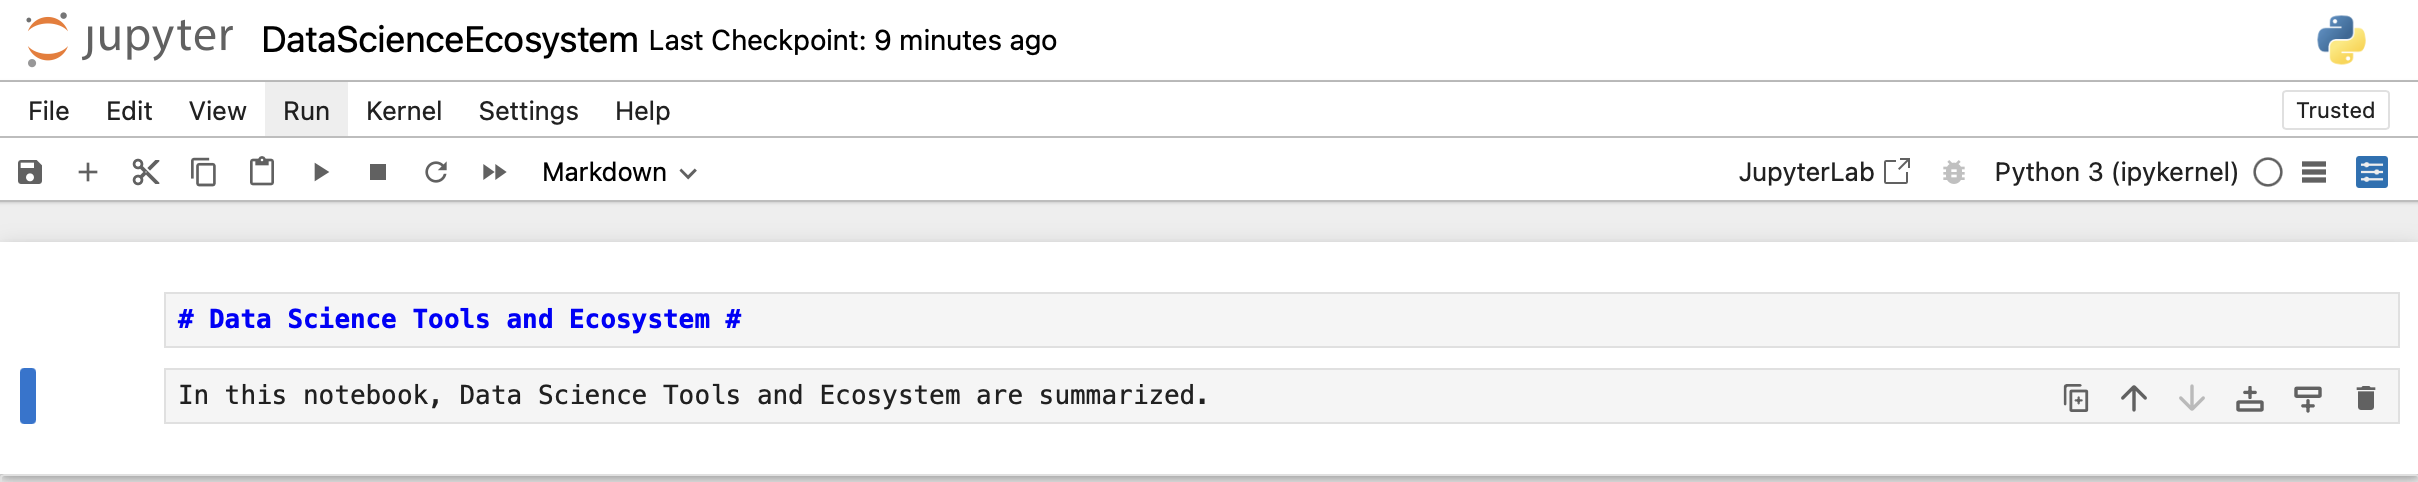 jupyter DataScienceEcosystem Last Checkpoint: 9 minutes ago
File Edit View Run Kernel Settings Help Trusted
Markdown JupyterLab Python 3 (ipykernel)
# Data Science Tools and Ecosystem #
In this notebook, Data Science Tools and Ecosystem are summarized.